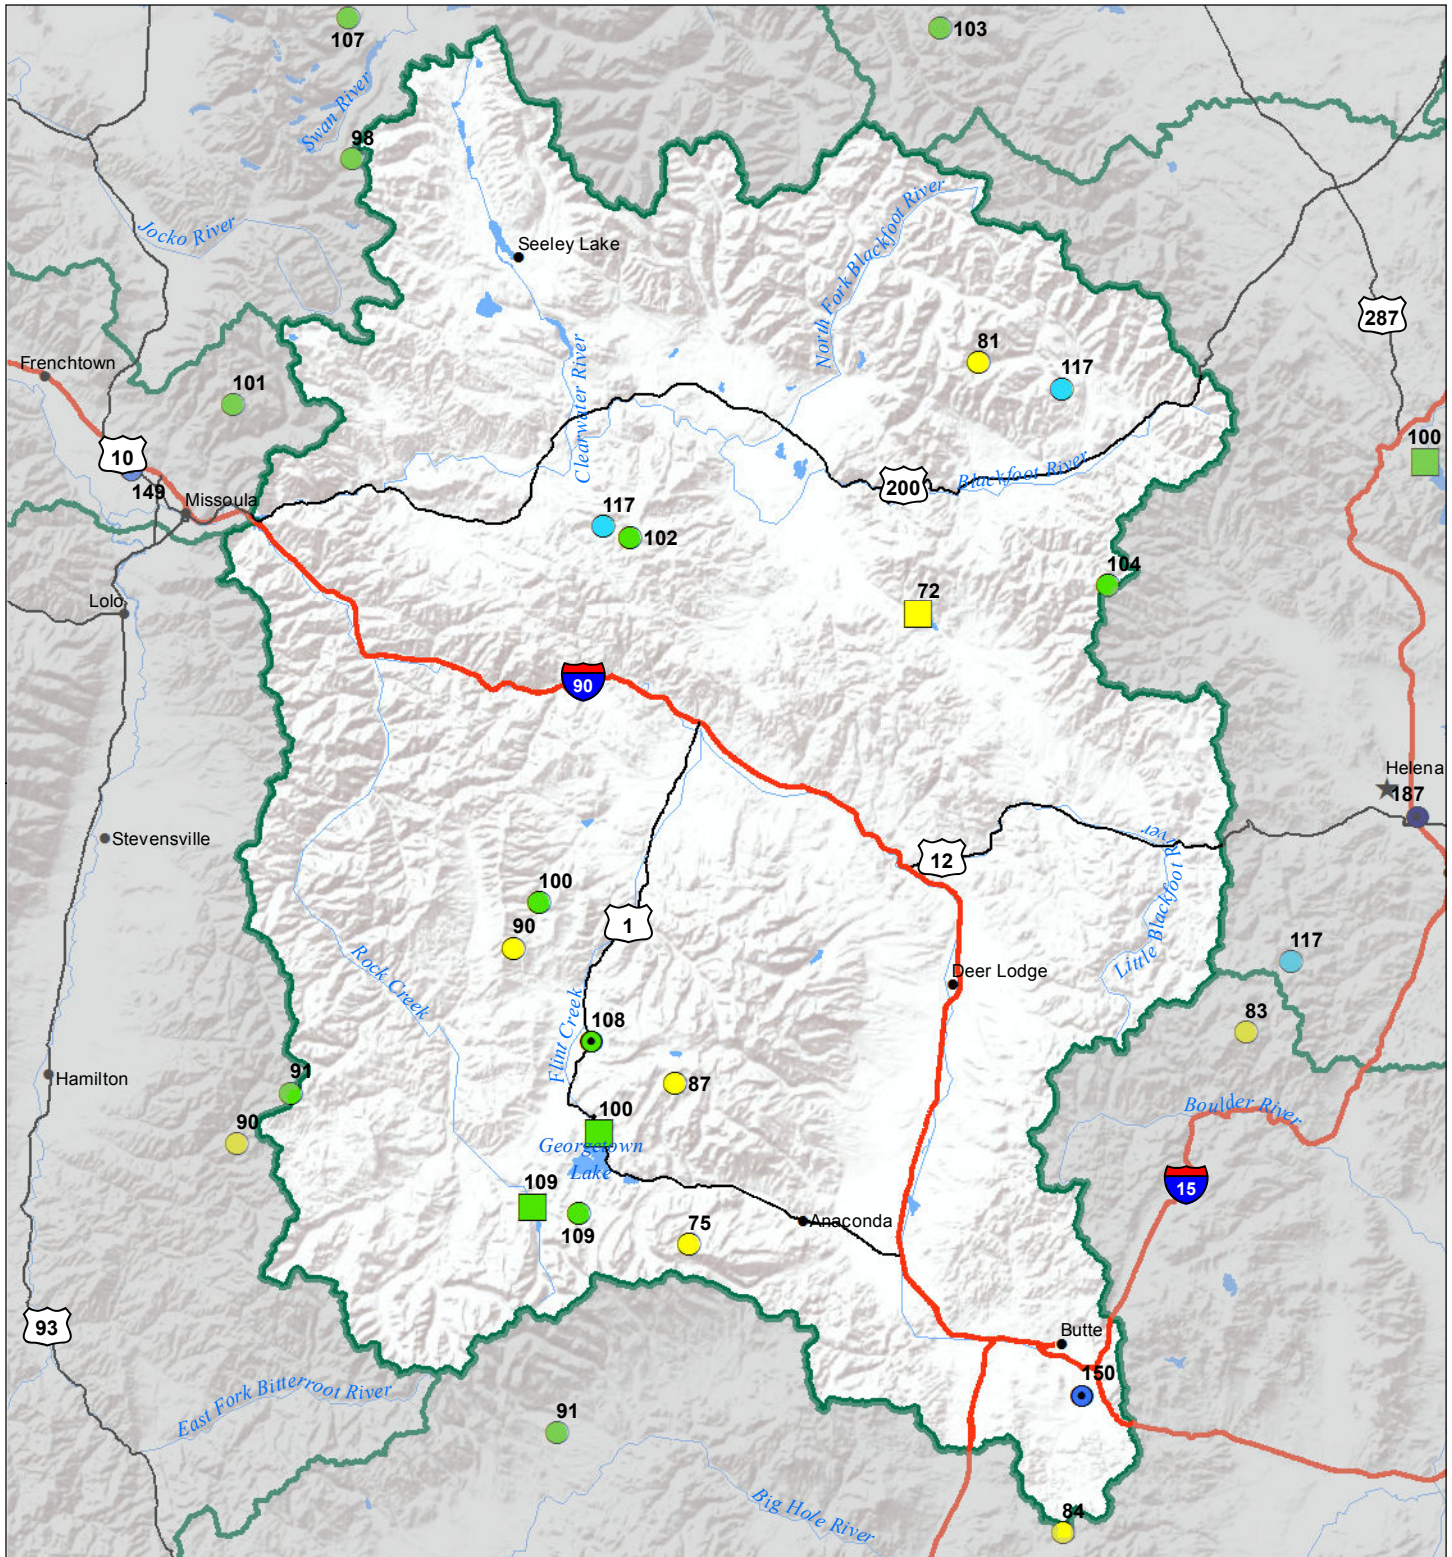 107
103
Swan River
98
Jocko River
North Fork Blackfoot River
Seeley Lake
287
Frenchtown
81
117
101
Clearwater River
10
100
149
Missoula
200
Blackfoot River
117
102
104
72
Lolo
90
Helena
187
Stevensville
12
Little Blackfoot River
100
1
90
117
Rock Creek
Deer Lodge
83
108
Flint Creek
Hamilton
91
87
100
Boulder River
90
Georgetown
Lake
109
15
109
75
Anaconda
93
Butte
150
East Fork Bitterroot River
91
Big Hole River
84